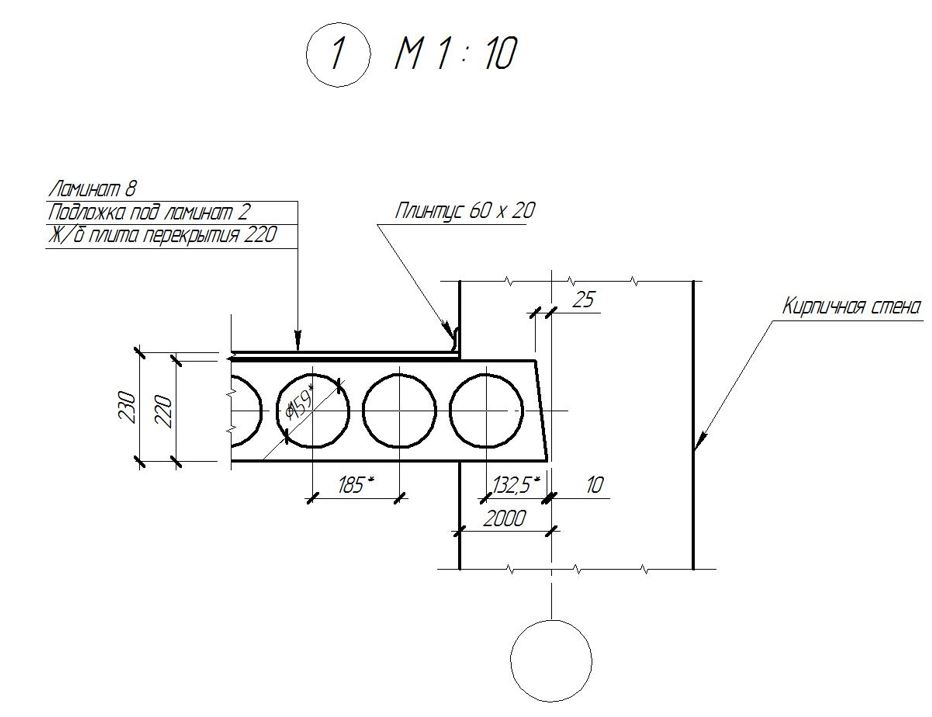 1 М 1 : 10
Ламинат 8
Подложка под ламинат 2
Ж/б плита перекрытия 220
Плинтус 60 х 20
25
Кирпичная стена
230
220
⌀159*
185*
132,5*
10
2000